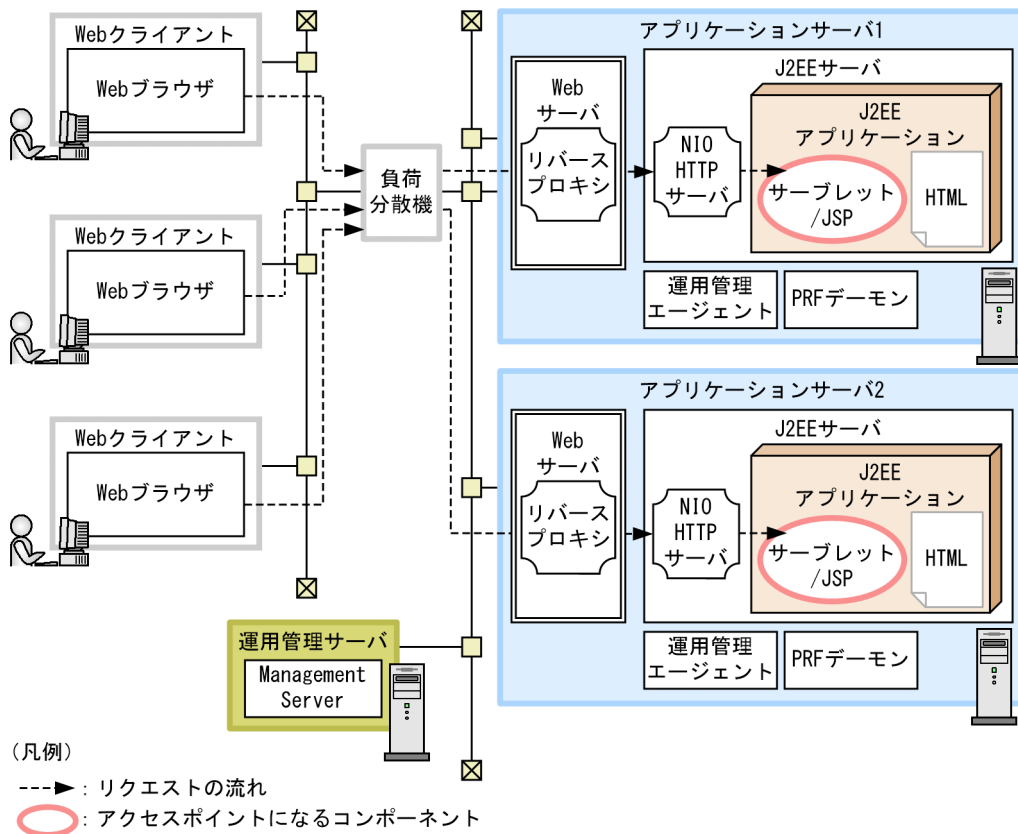 Webクライアント
Webブラウザ
Webクライアント
Webブラウザ
Webクライアント
Webブラウザ
負荷
分散機
アプリケーションサーバ1
Web
サーバ
リバース
プロキシ
J2EEサーバ
NIO
HTTP
サーバ
J2EE
アプリケーション
サーブレット
/JSP
HTML
運用管理
エージェント
PRFデーモン
アプリケーションサーバ2
Web
サーバ
リバース
プロキシ
J2EEサーバ
NIO
HTTP
サーバ
J2EE
アプリケーション
サーブレット
/JSP
HTML
運用管理
エージェント
PRFデーモン
運用管理サーバ
Management
Server
(凡例)
：リクエストの流れ
：アクセスポイントになるコンポーネント